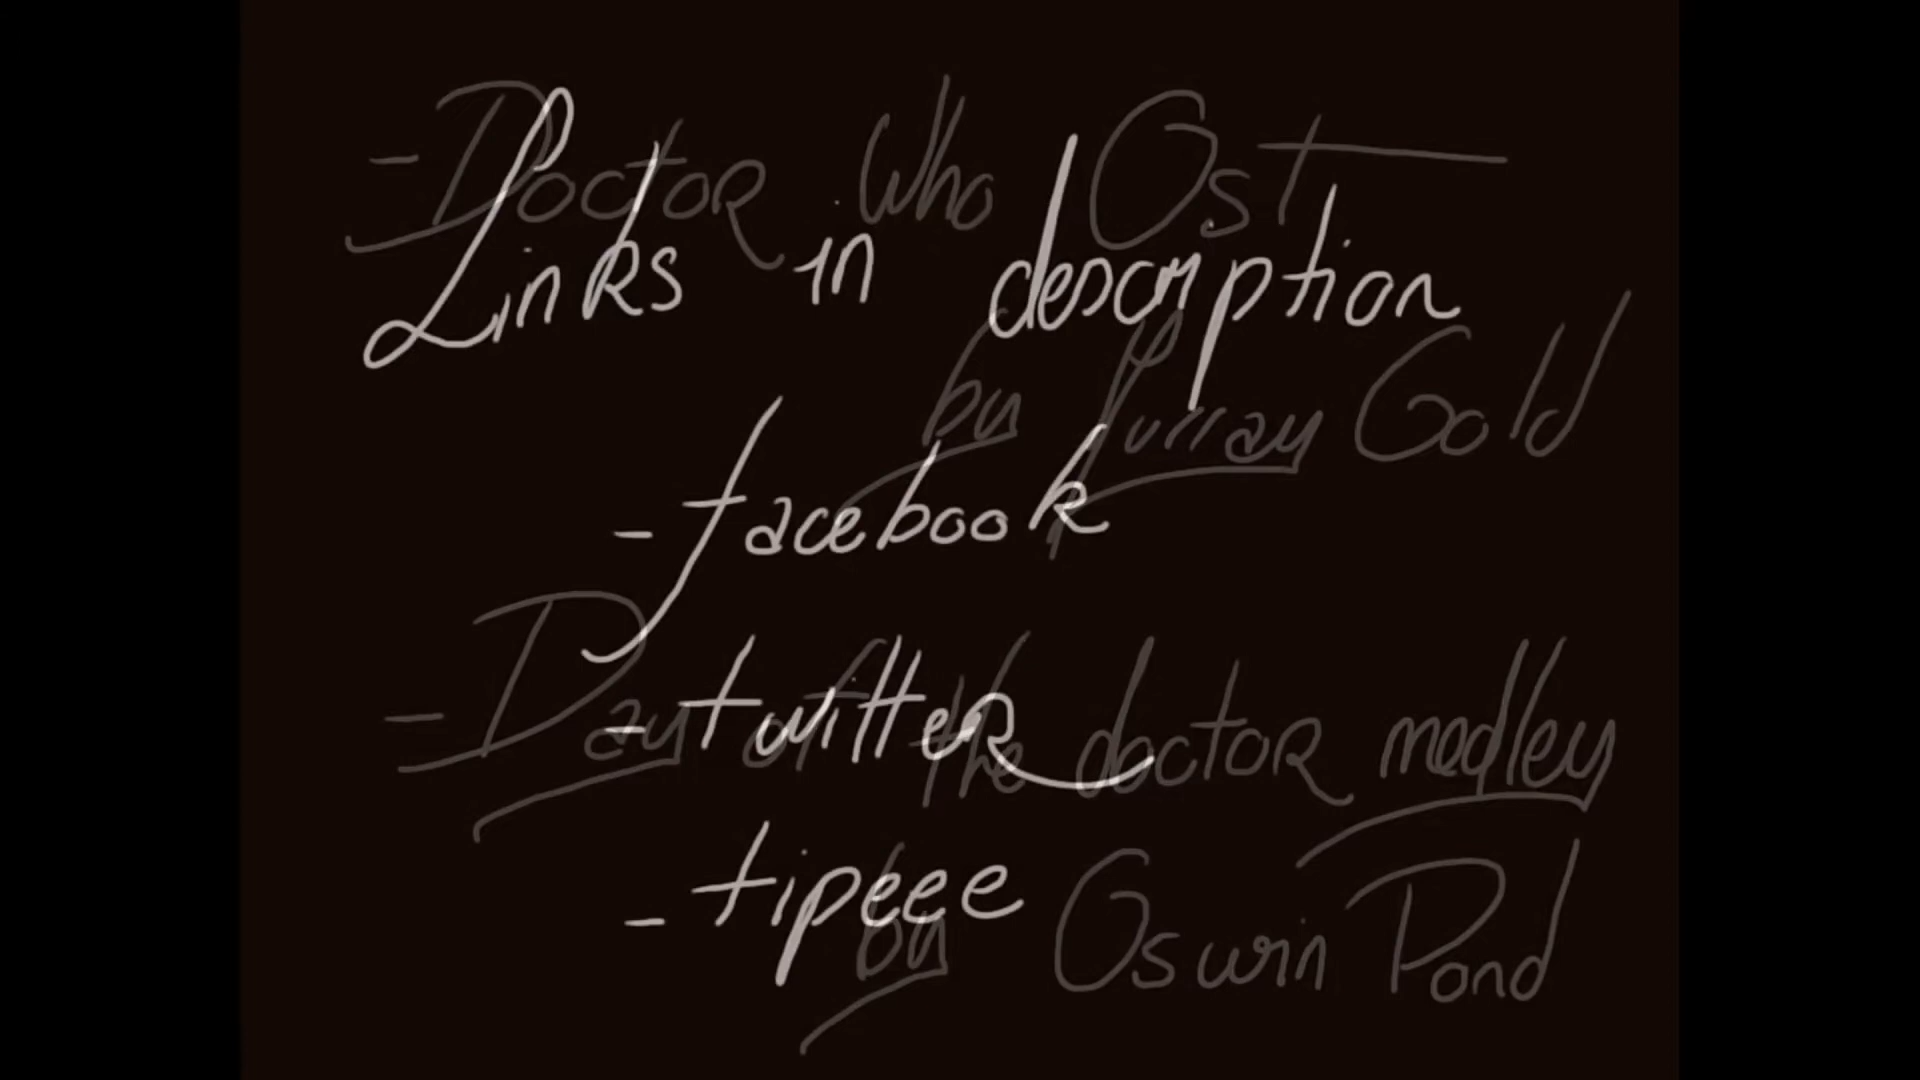 - Doctor Who Ost
Links in description
by Murray Gold
- facebook
- Day of the doctor medley
- twitter
- tipeee
by Oswin Pond